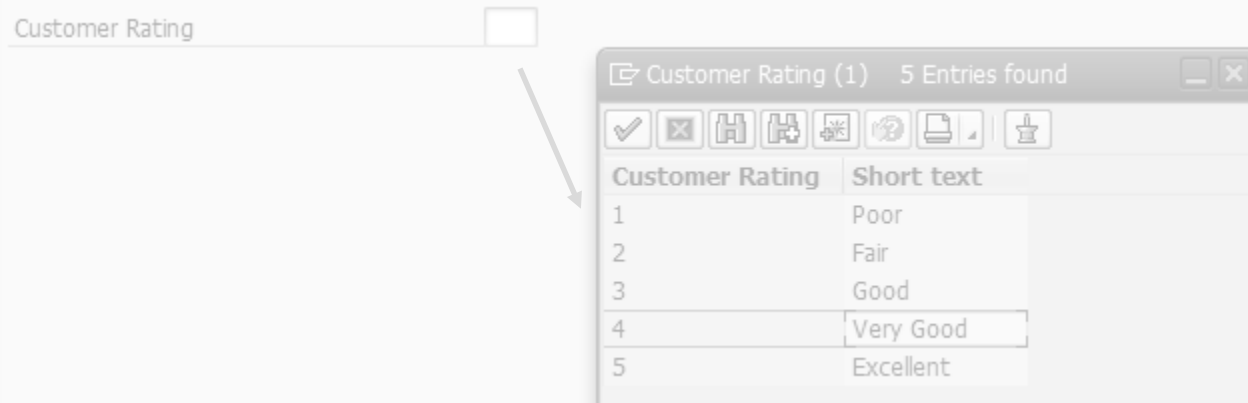 Customer Rating
Customer Rating (1) 5 Entries found
Customer Rating Short text
1 Poor
2 Fair
3 Good
4 Very Good
5 Excellent